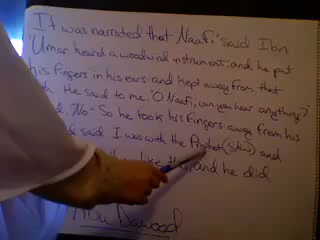 It was narrated that Naafi' said Ibn
'Umar heard a woodwind instrument, and he put
his fingers in his ears and kept away from that
He said to me, "O Naafi, can you hear anything?"
No" So he took his fingers away from his
said I was with the Prophet (SAW) and,
like this, and he did
Abu Dawood